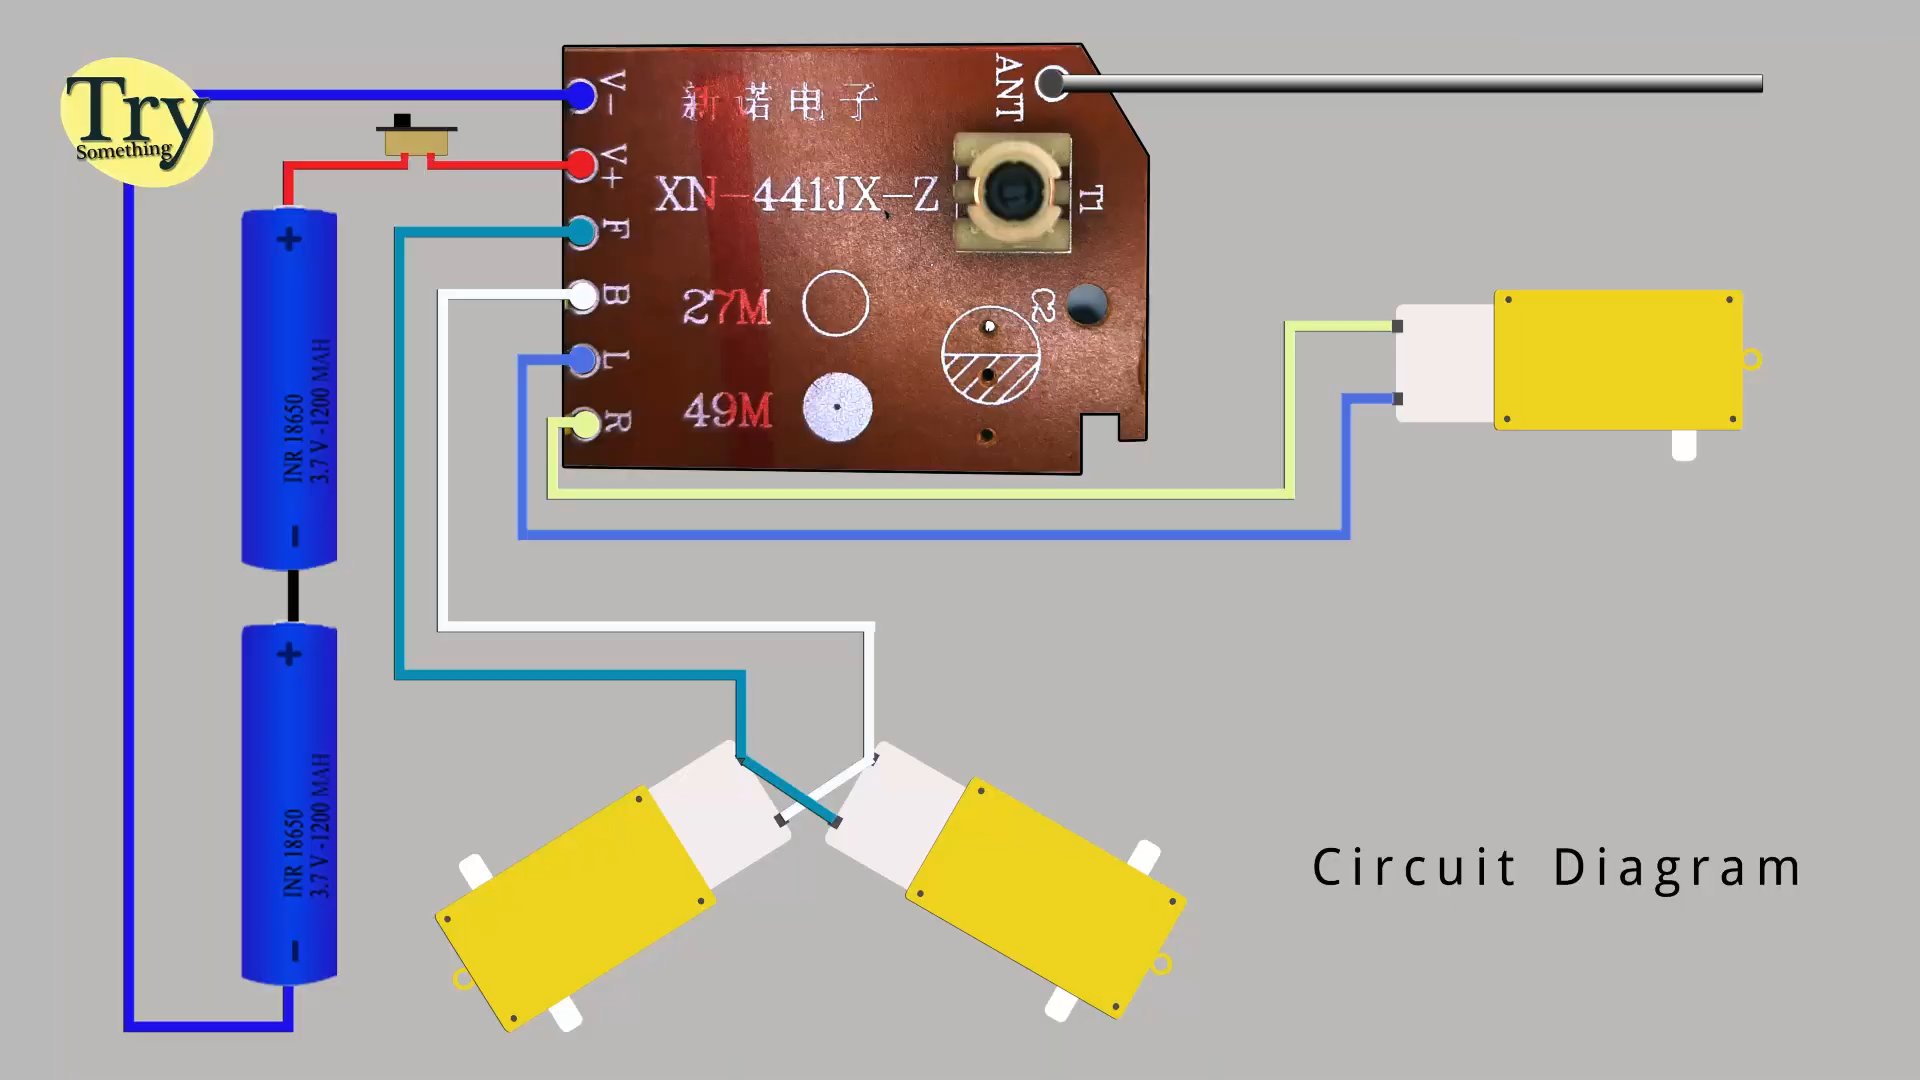 Try
Something
V-
V+
F
B
L
R
ANT
新诺电子
XN-441JX-Z
T1
27M
C2
49M
+
INR 18650
3.7 V -1200 MAH
-
+
INR 18650
3.7 V -1200 MAH
-
Circuit Diagram